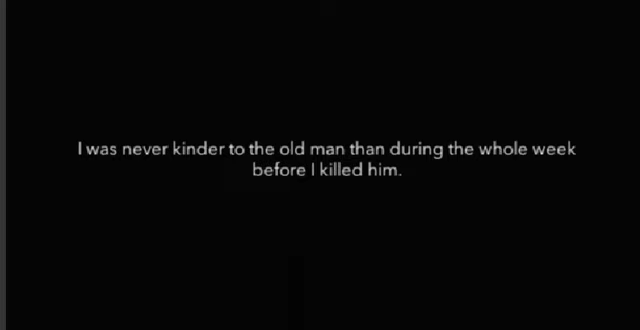 I was never kinder to the old man than during the whole week
before I killed him.